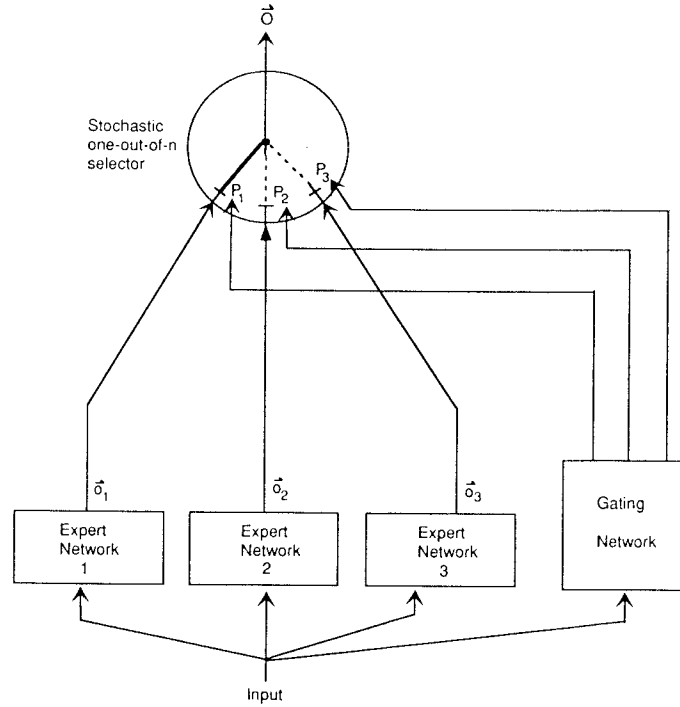 O
Stochastic
one-out-of-n
selector
P1
P2
P3
o1
o2
o3
Expert
Network
1
Expert
Network
2
Expert
Network
3
Gating
Network
Input